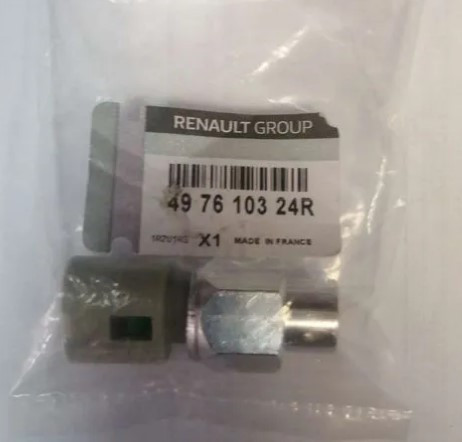 RENAULT GROUP
49 76 103 24R
X1 MADE IN FRANCE